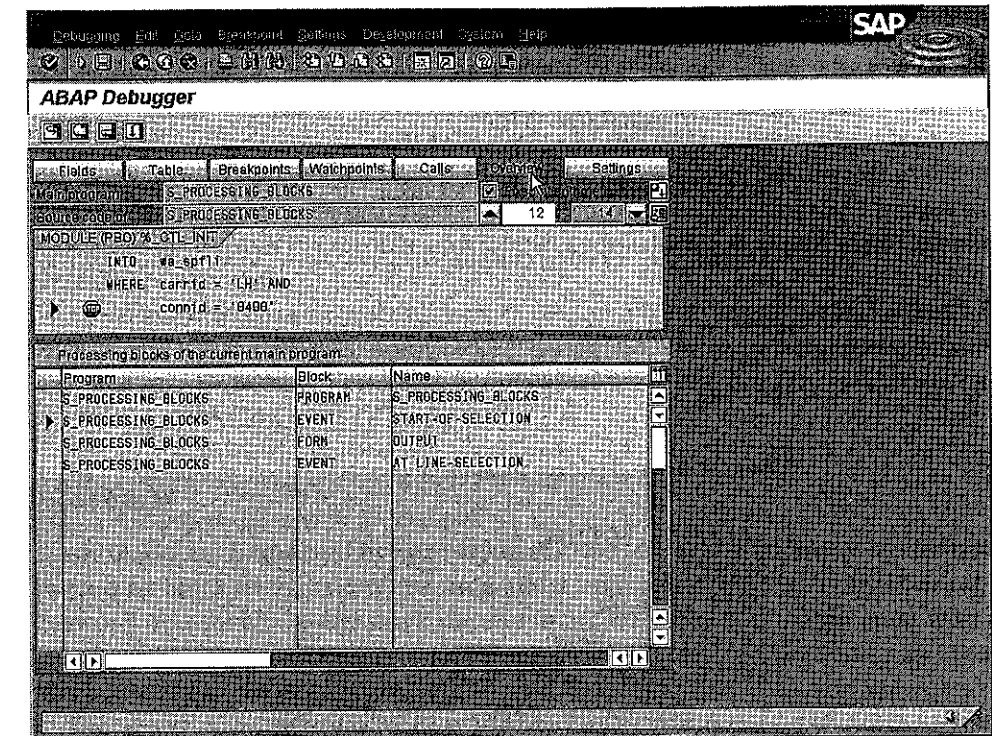 SAP
Debugging Edit Goto Breakpoint Settings Development System Help
ABAP Debugger
Fields Table Breakpoints Watchpoints Calls Overview Settings
Main program S_PROCESSING_BLOCKS
Source code of S_PROCESSING_BLOCKS 12 - 14
MODULE (PBO) %_CTL_INIT
INTO wa_spfli
WHERE carrid = 'LH' AND
connid = '0400'
Processing blocks of the current main program
Program Block Name
S_PROCESSING_BLOCKS PROGRAM S_PROCESSING_BLOCKS
S_PROCESSING_BLOCKS EVENT START-OF-SELECTION
S_PROCESSING_BLOCKS FORM OUTPUT
S_PROCESSING_BLOCKS EVENT AT LINE-SELECTION